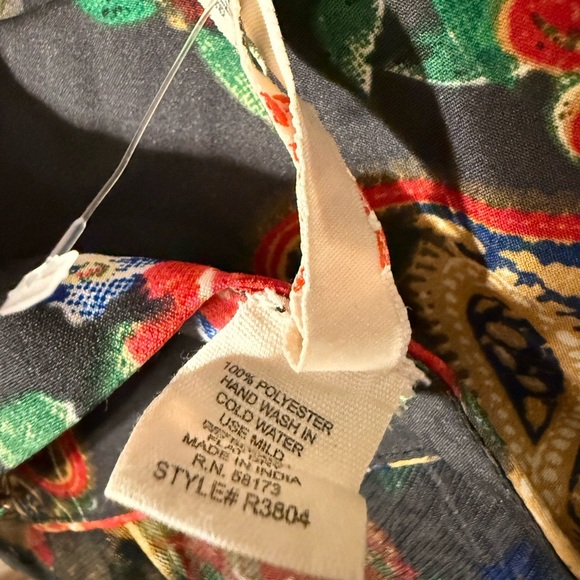 100% POLYESTER
HAND WASH IN
COLD WATER
USE MILD
MADE IN INDIA
R.N. 58173
STYLE# R3804